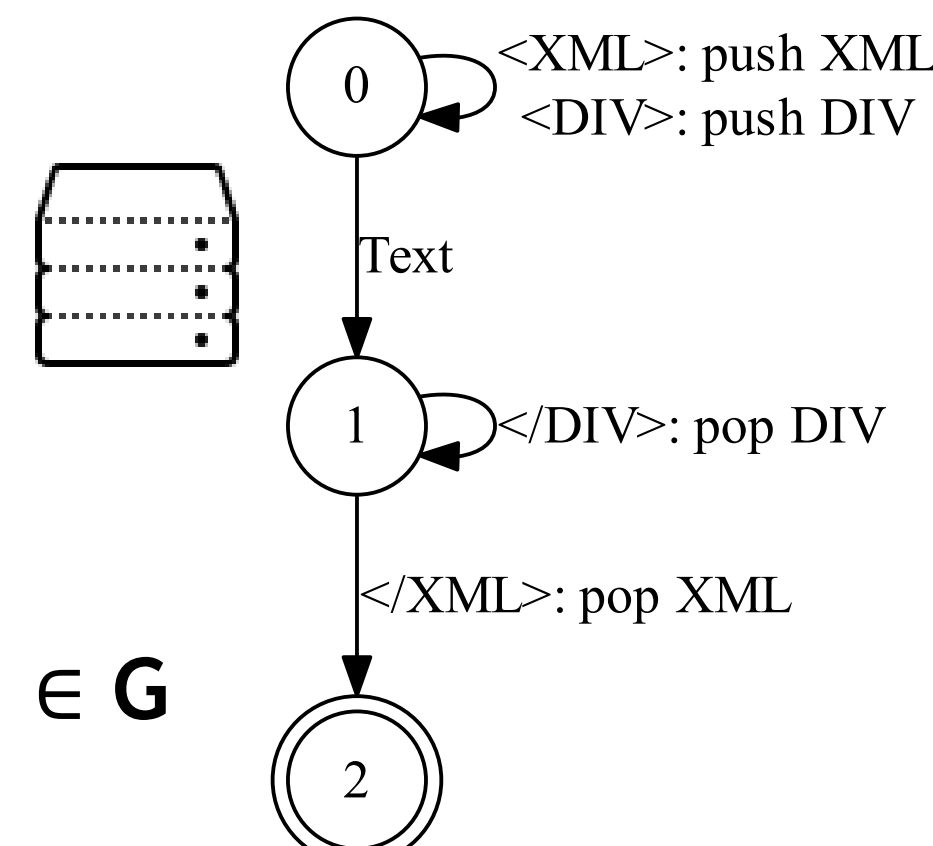 0
<XML>: push XML
<DIV>: push DIV
Text
1
</DIV>: pop DIV
</XML>: pop XML
∈ G
2